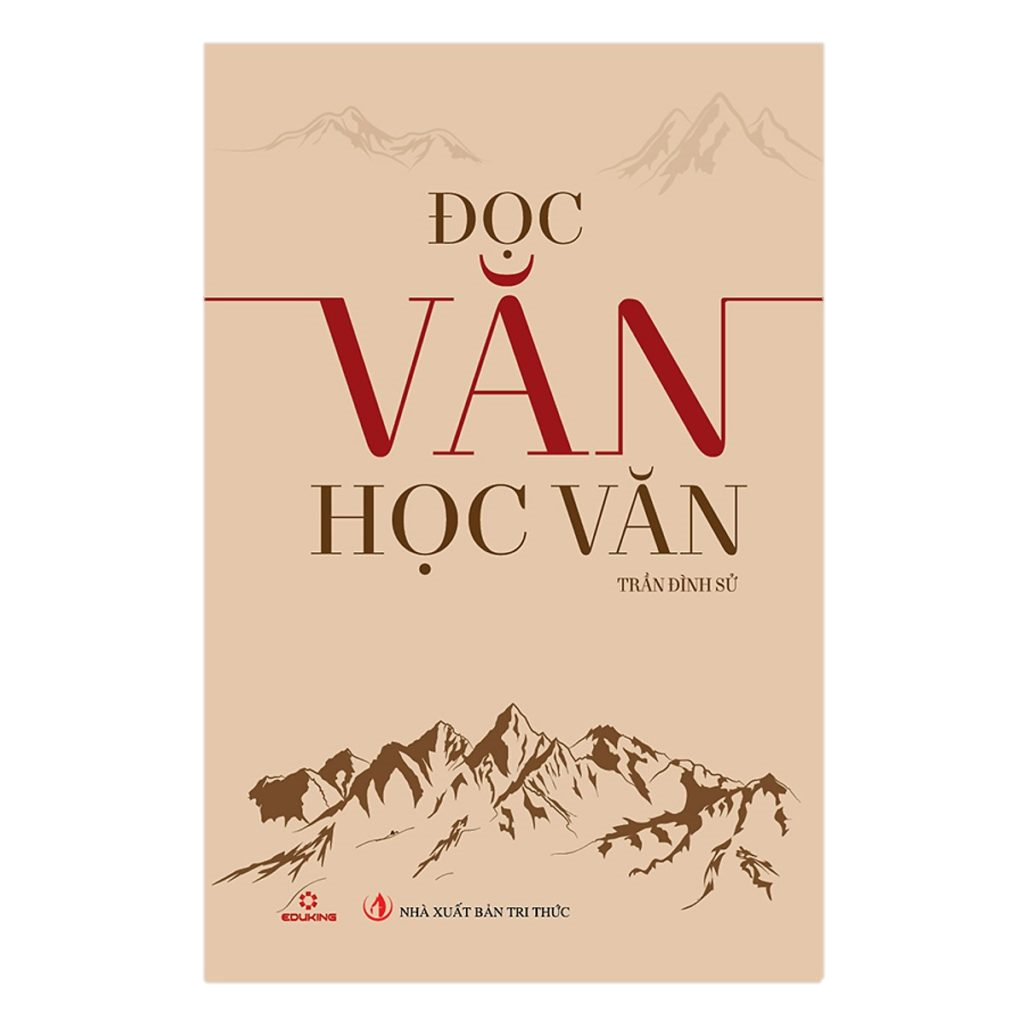 ĐỌC
VĂN
HỌC VĂN
TRẦN ĐÌNH SỬ
EDUKING
NHÀ XUẤT BẢN TRI THỨC